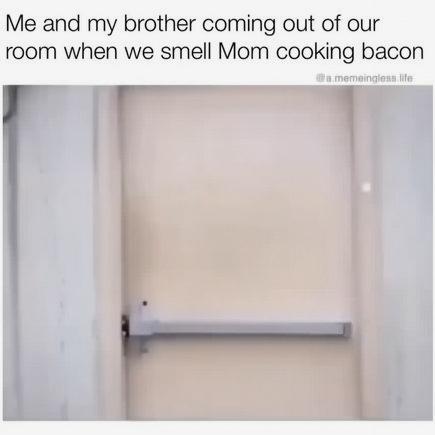 Me and my brother coming out of our
room when we smell Mom cooking bacon
@a.memeingless.life